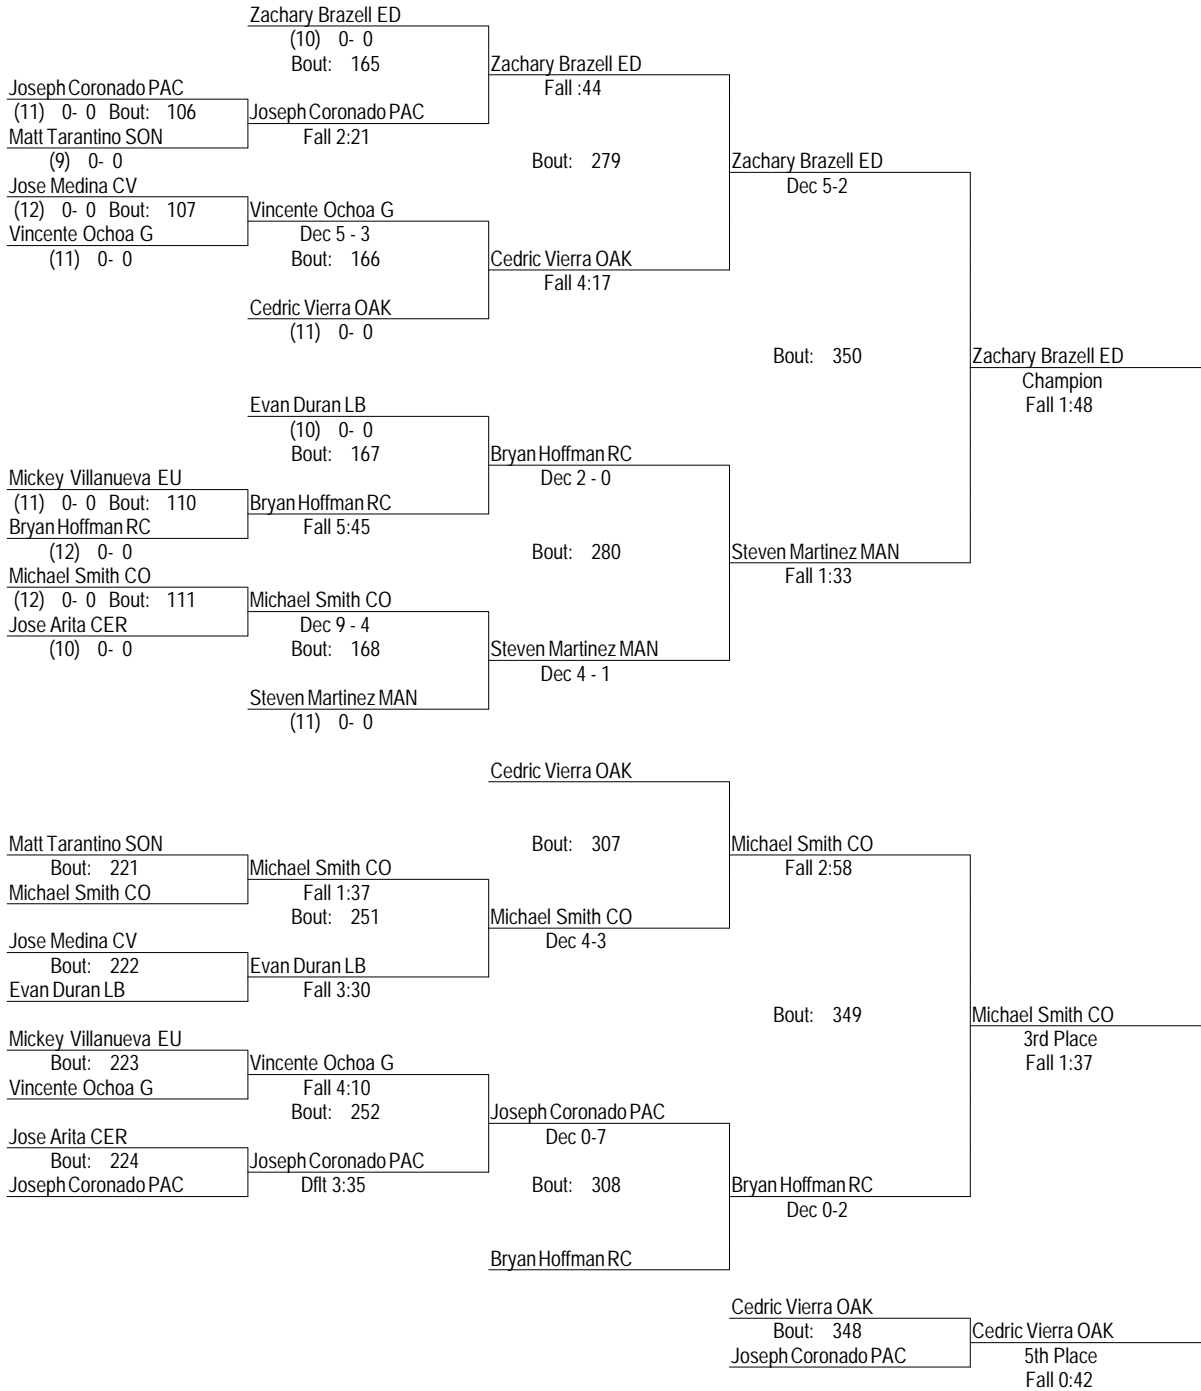 Zachary Brazell ED
(10) 0- 0
Bout: 165
Zachary Brazell ED
Fall :44
Joseph Coronado PAC
(11) 0- 0 Bout: 106
Joseph Coronado PAC
Matt Tarantino SON
Fall 2:21
(9) 0- 0
Bout: 279
Zachary Brazell ED
Dec 5-2
Jose Medina CV
(12) 0- 0 Bout: 107
Vincente Ochoa G
Vincente Ochoa G
Dec 5 - 3
(11) 0- 0
Bout: 166
Cedric Vierra OAK
Fall 4:17
Cedric Vierra OAK
(11) 0- 0
Bout: 350
Zachary Brazell ED
Champion
Fall 1:48
Evan Duran LB
(10) 0- 0
Bout: 167
Bryan Hoffman RC
Dec 2 - 0
Mickey Villanueva EU
(11) 0- 0 Bout: 110
Bryan Hoffman RC
Bryan Hoffman RC
Fall 5:45
(12) 0- 0
Bout: 280
Steven Martinez MAN
Fall 1:33
Michael Smith CO
(12) 0- 0 Bout: 111
Michael Smith CO
Jose Arita CER
Dec 9 - 4
(10) 0- 0
Bout: 168
Steven Martinez MAN
Dec 4 - 1
Steven Martinez MAN
(11) 0- 0
Cedric Vierra OAK
Matt Tarantino SON
Bout: 307
Michael Smith CO
Bout: 221
Michael Smith CO
Fall 2:58
Michael Smith CO
Fall 1:37
Bout: 251
Michael Smith CO
Jose Medina CV
Dec 4-3
Bout: 222
Evan Duran LB
Evan Duran LB
Fall 3:30
Bout: 349
Michael Smith CO
3rd Place
Fall 1:37
Mickey Villanueva EU
Bout: 223
Vincente Ochoa G
Vincente Ochoa G
Fall 4:10
Bout: 252
Joseph Coronado PAC
Jose Arita CER
Dec 0-7
Bout: 224
Joseph Coronado PAC
Joseph Coronado PAC
Dflt 3:35
Bout: 308
Bryan Hoffman RC
Dec 0-2
Bryan Hoffman RC
Cedric Vierra OAK
Bout: 348
Cedric Vierra OAK
Joseph Coronado PAC
5th Place
Fall 0:42